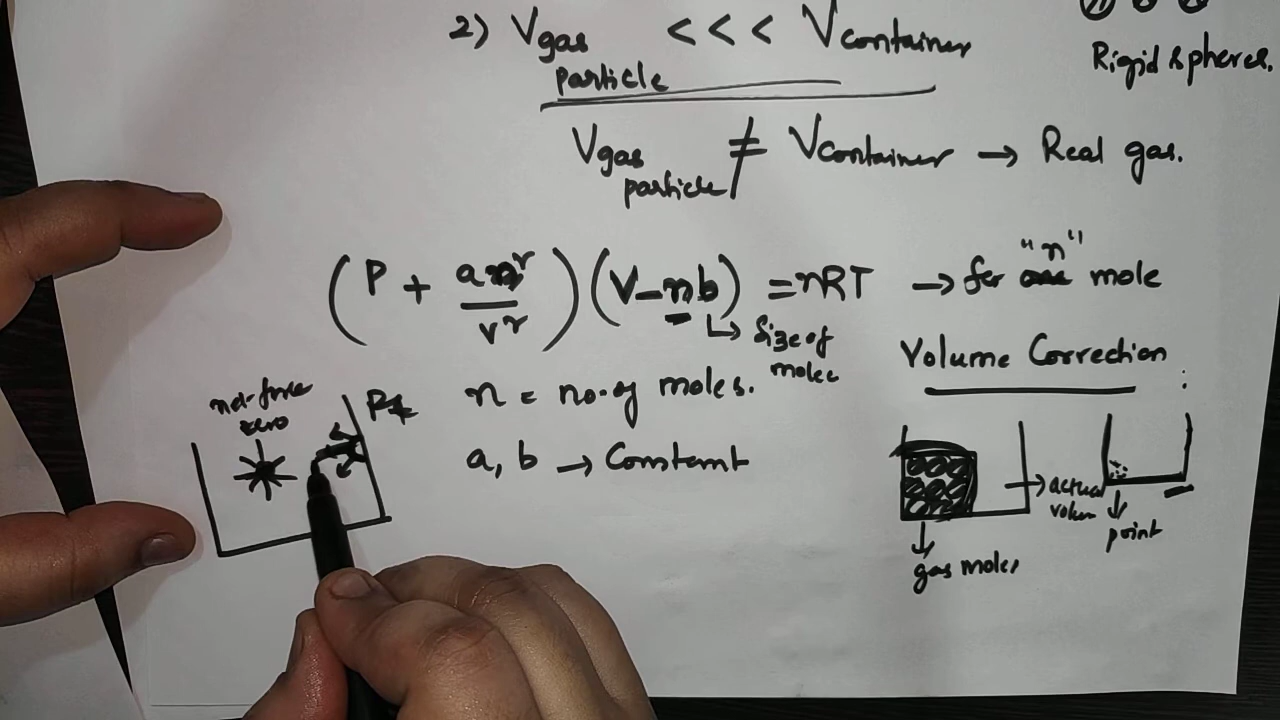 2) Vgas particle <<< Vcontainer
Rigid spheres.
Vgas particle ≠ Vcontainer → Real gas.
(P + an²/V²) (V-nb) = nRT → for "n" mole
↳ Size of molec
Volume Correction :
net-force zero
n = no. of moles.
a, b → Constant
→ actual volum
point
gas molec